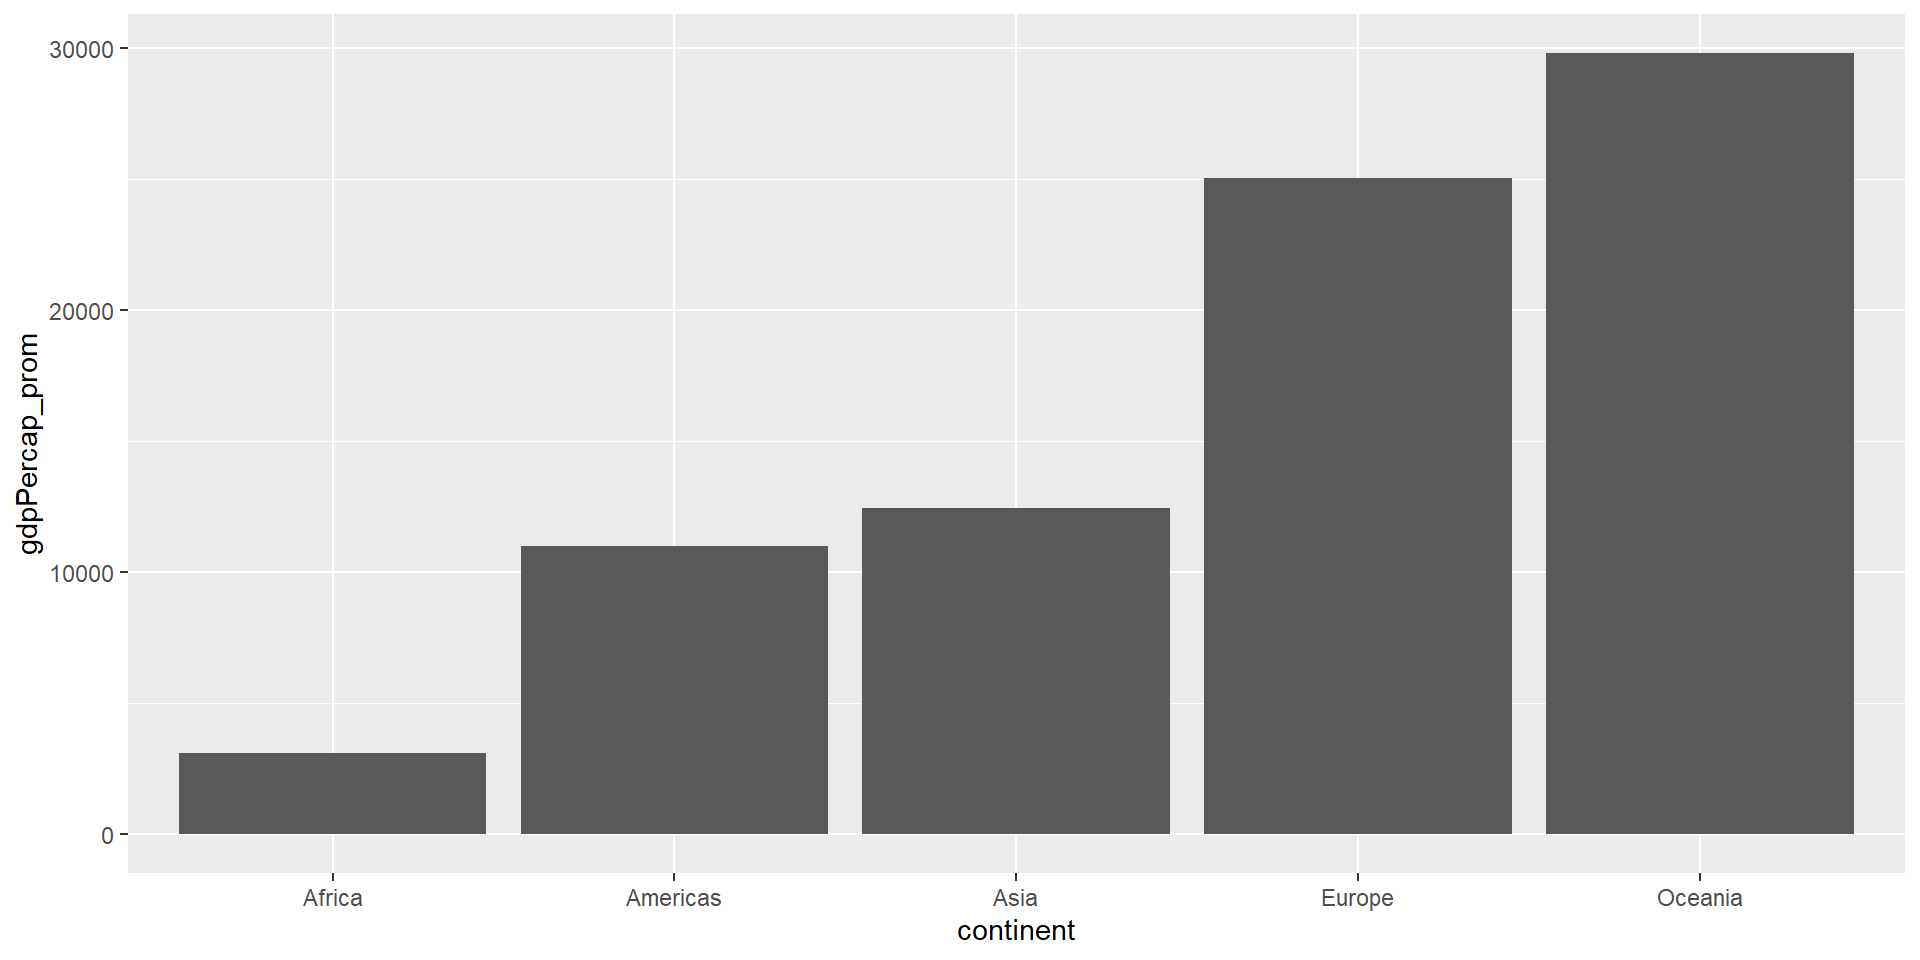 30000
20000
10000
0
gdpPercap_prom
Africa Americas Asia Europe Oceania
continent